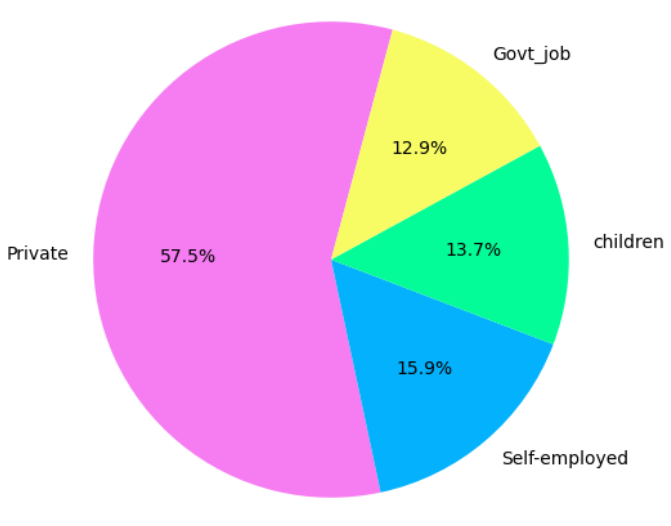 Govt_job
12.9%
children
13.7%
Private
57.5%
15.9%
Self-employed